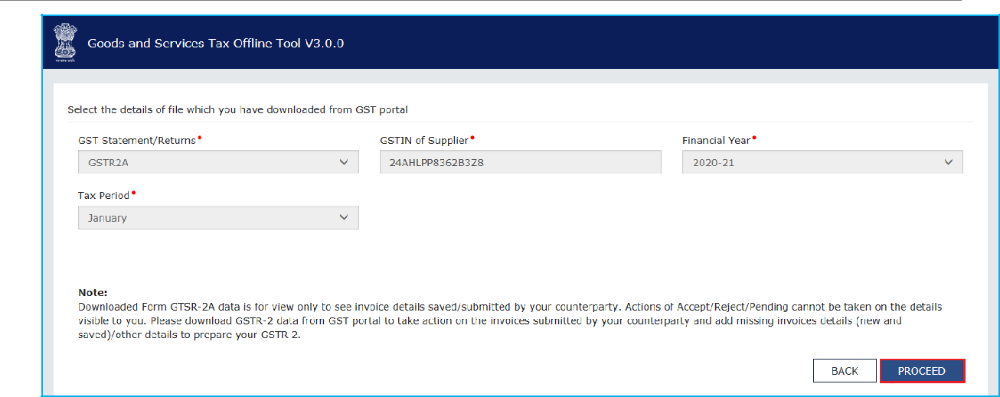 Goods and Services Tax Offline Tool V3.0.0
Select the details of file which you have downloaded from GST portal
GST Statement/Returns•
GSTIN of Supplier•
Financial Year•
GSTR2A
24AHLPP8362B3Z8
2020-21
Tax Period•
January
Note:
Downloaded Form GTSR-2A data is for view only to see invoice details saved/submitted by your counterparty. Actions of Accept/Reject/Pending cannot be taken on the details
visible to you. Please download GSTR-2 data from GST portal to take action on the invoices submitted by your counterparty and add missing invoices details (new and
saved)/other details to prepare your GSTR 2.
BACK
PROCEED